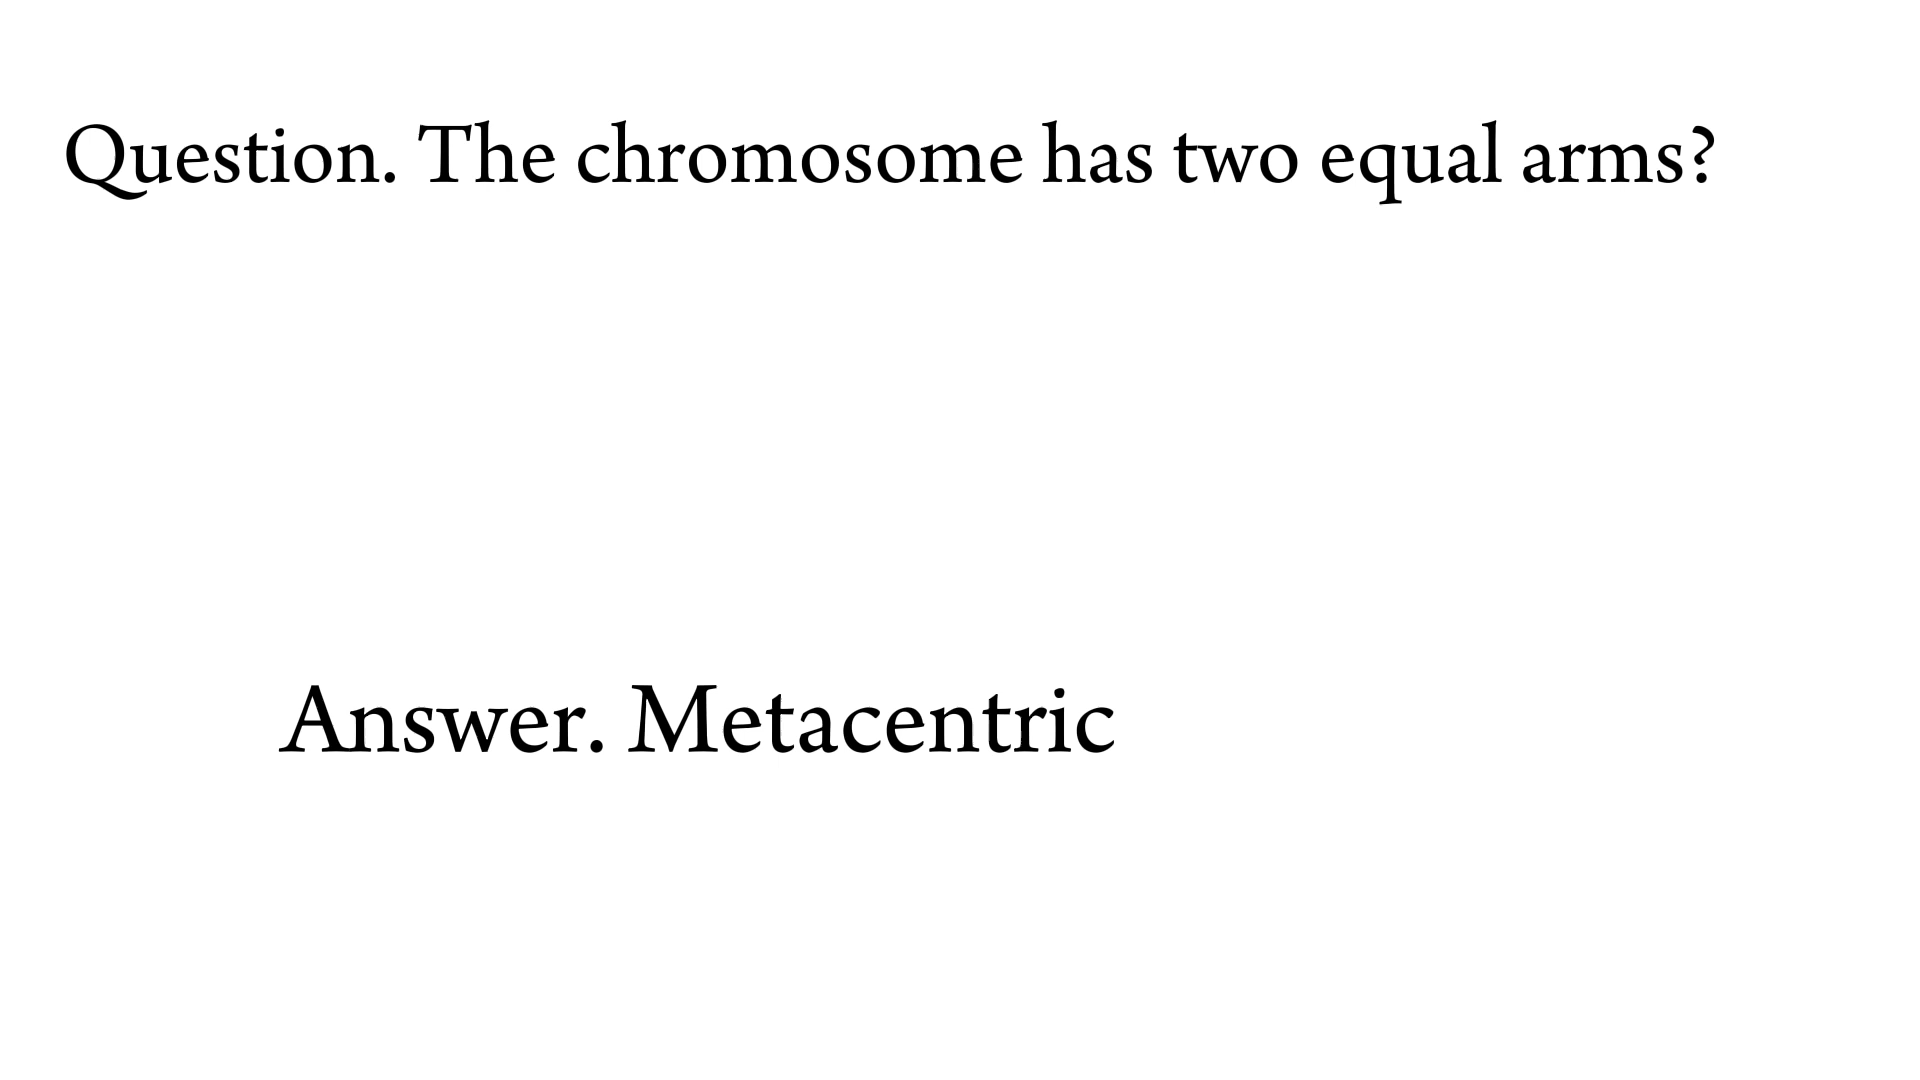 Question. The chromosome has two equal arms?
Answer. Metacentric